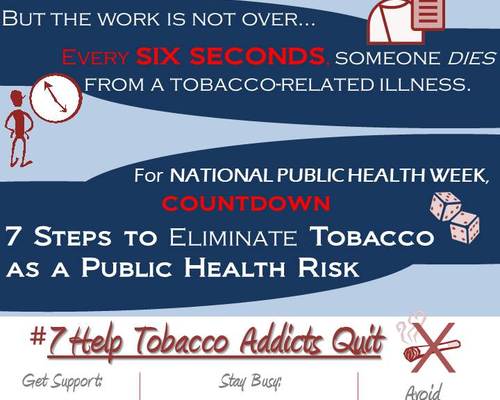 BUT THE WORK IS NOT OVER...
EVERY SIX SECONDS, SOMEONE DIES
FROM A TOBACCO-RELATED ILLNESS.
For NATIONAL PUBLIC HEALTH WEEK,
COUNTDOWN
7 STEPS TO ELIMINATE TOBACCO
AS A PUBLIC HEALTH RISK
#7 Help Tobacco Addicts Quit
Get Support: Stay Busy: Avoid